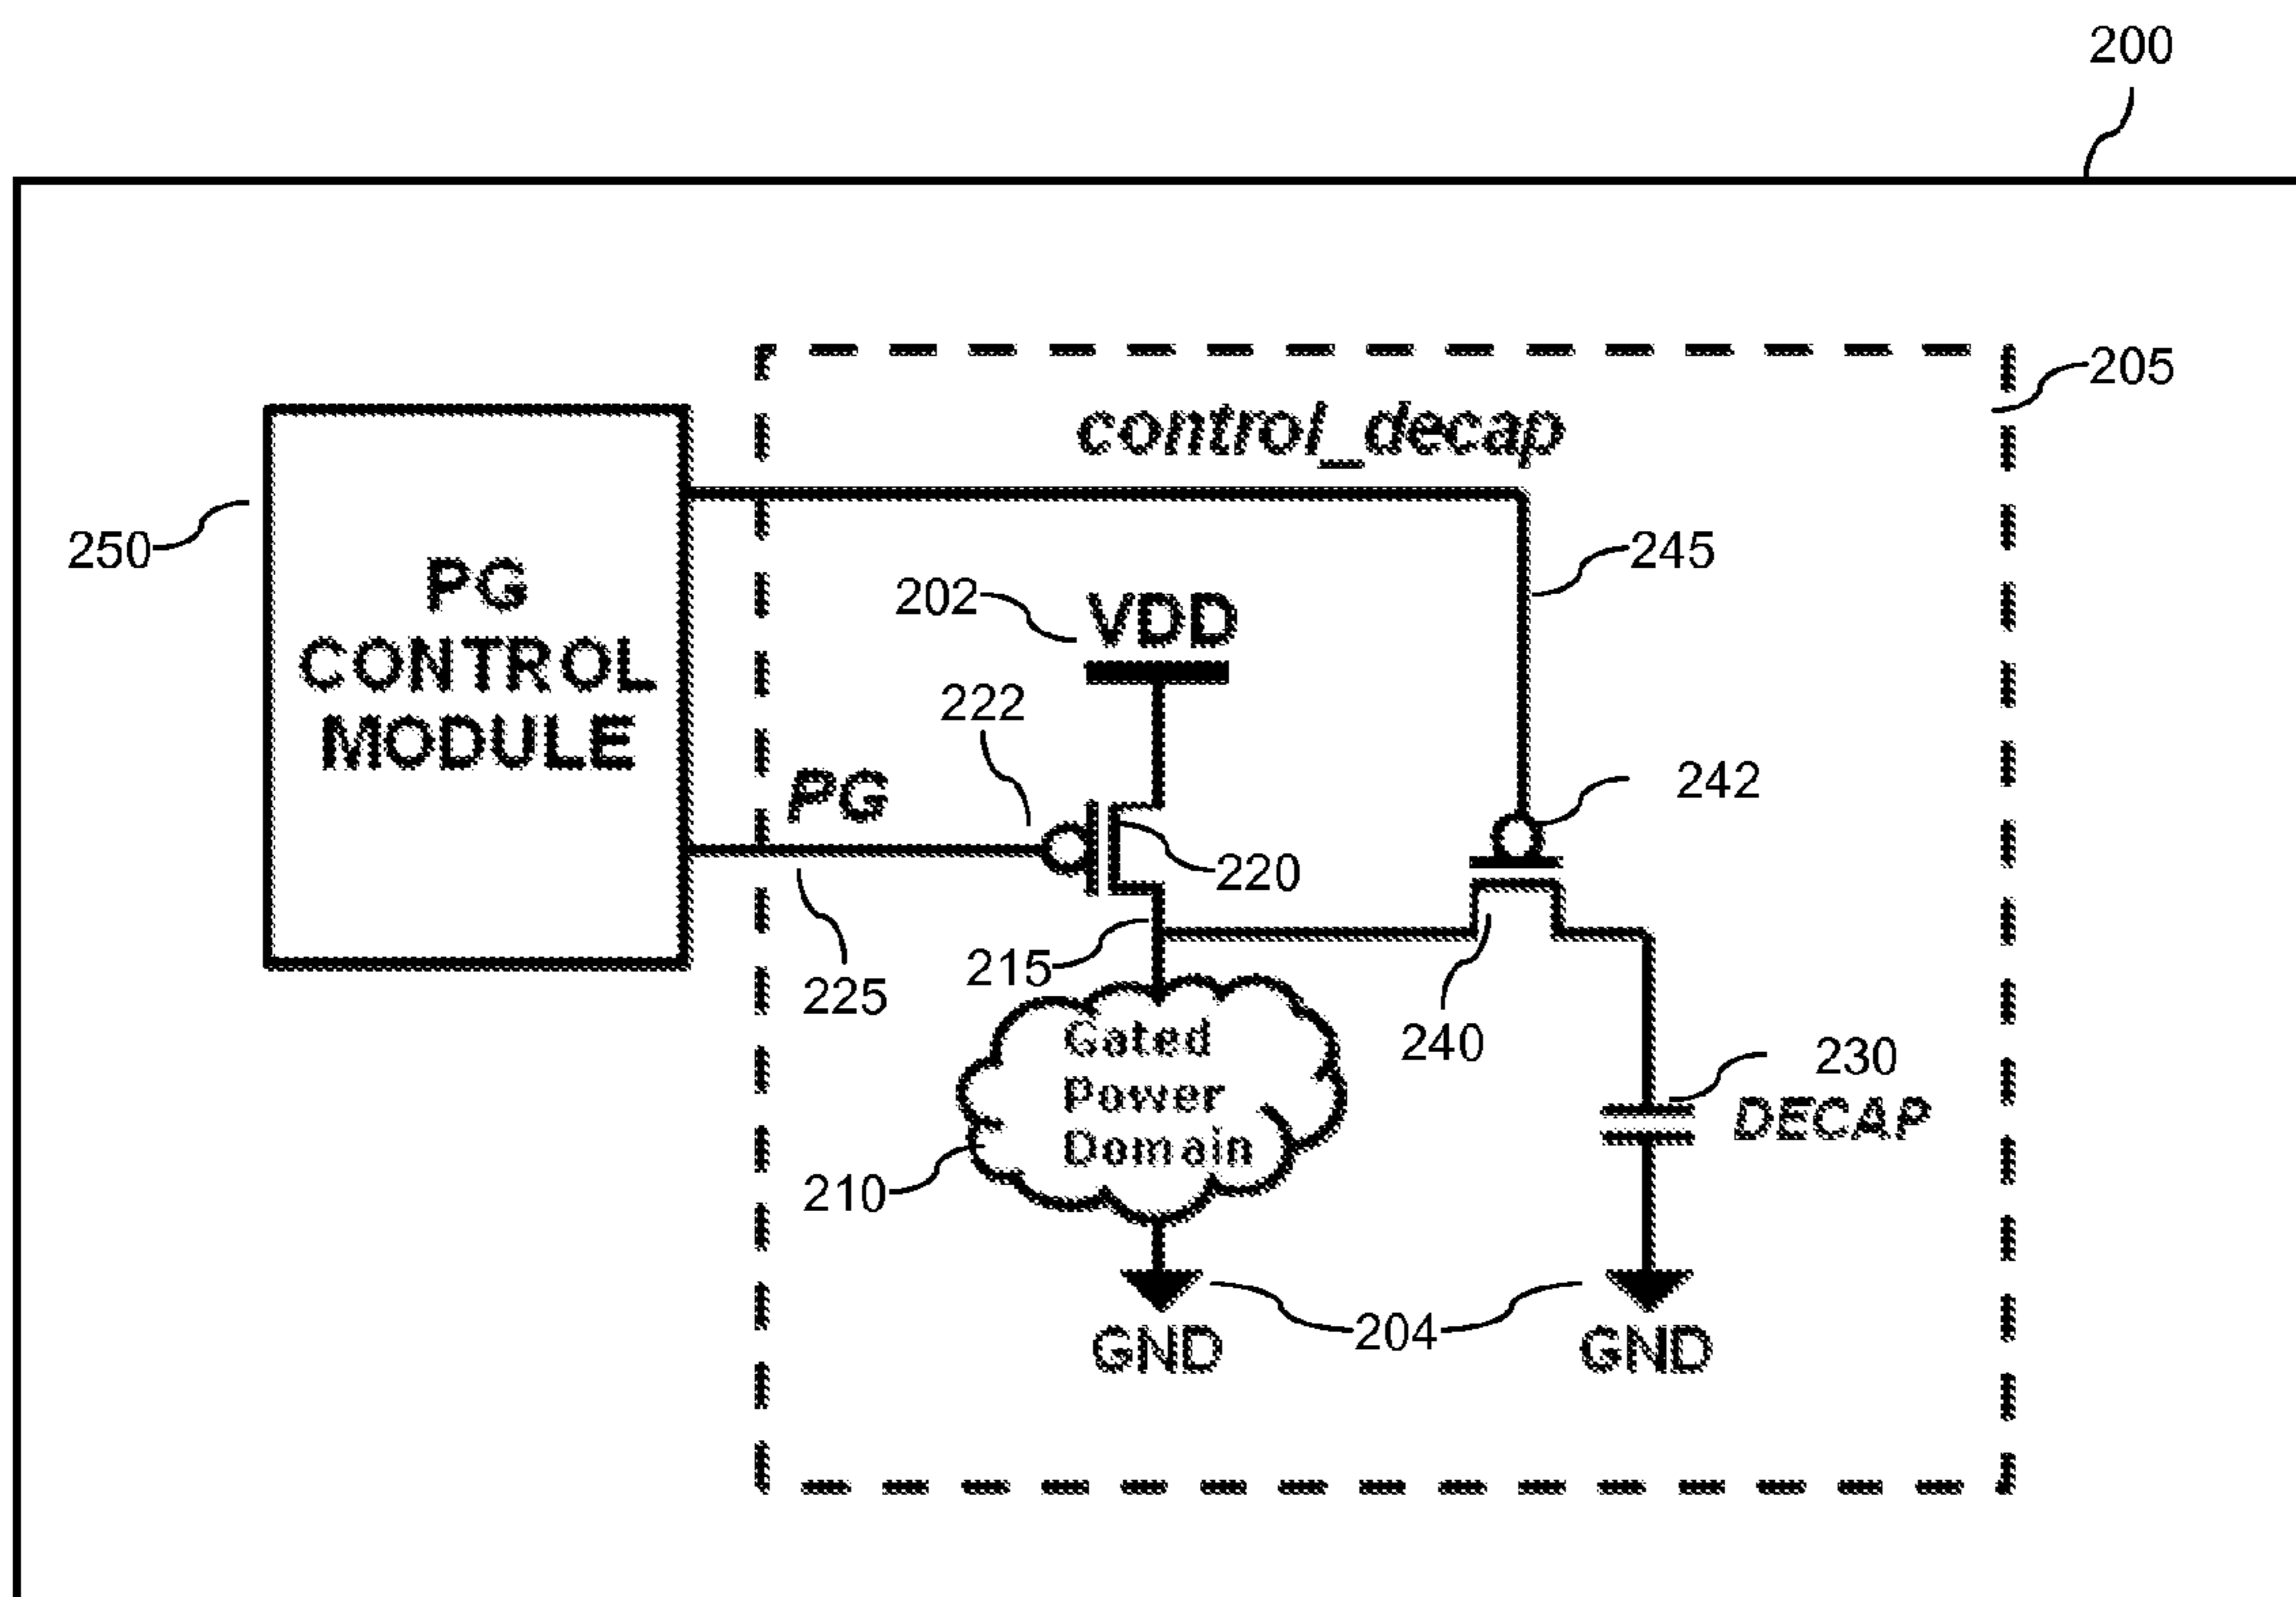 200
205
control_decap
250
PG
CONTROL
MODULE
245
202
VDD
222
PG
242
220
215
225
240
Gated
Power
Domain
230
DECAP
210
204
GND
GND